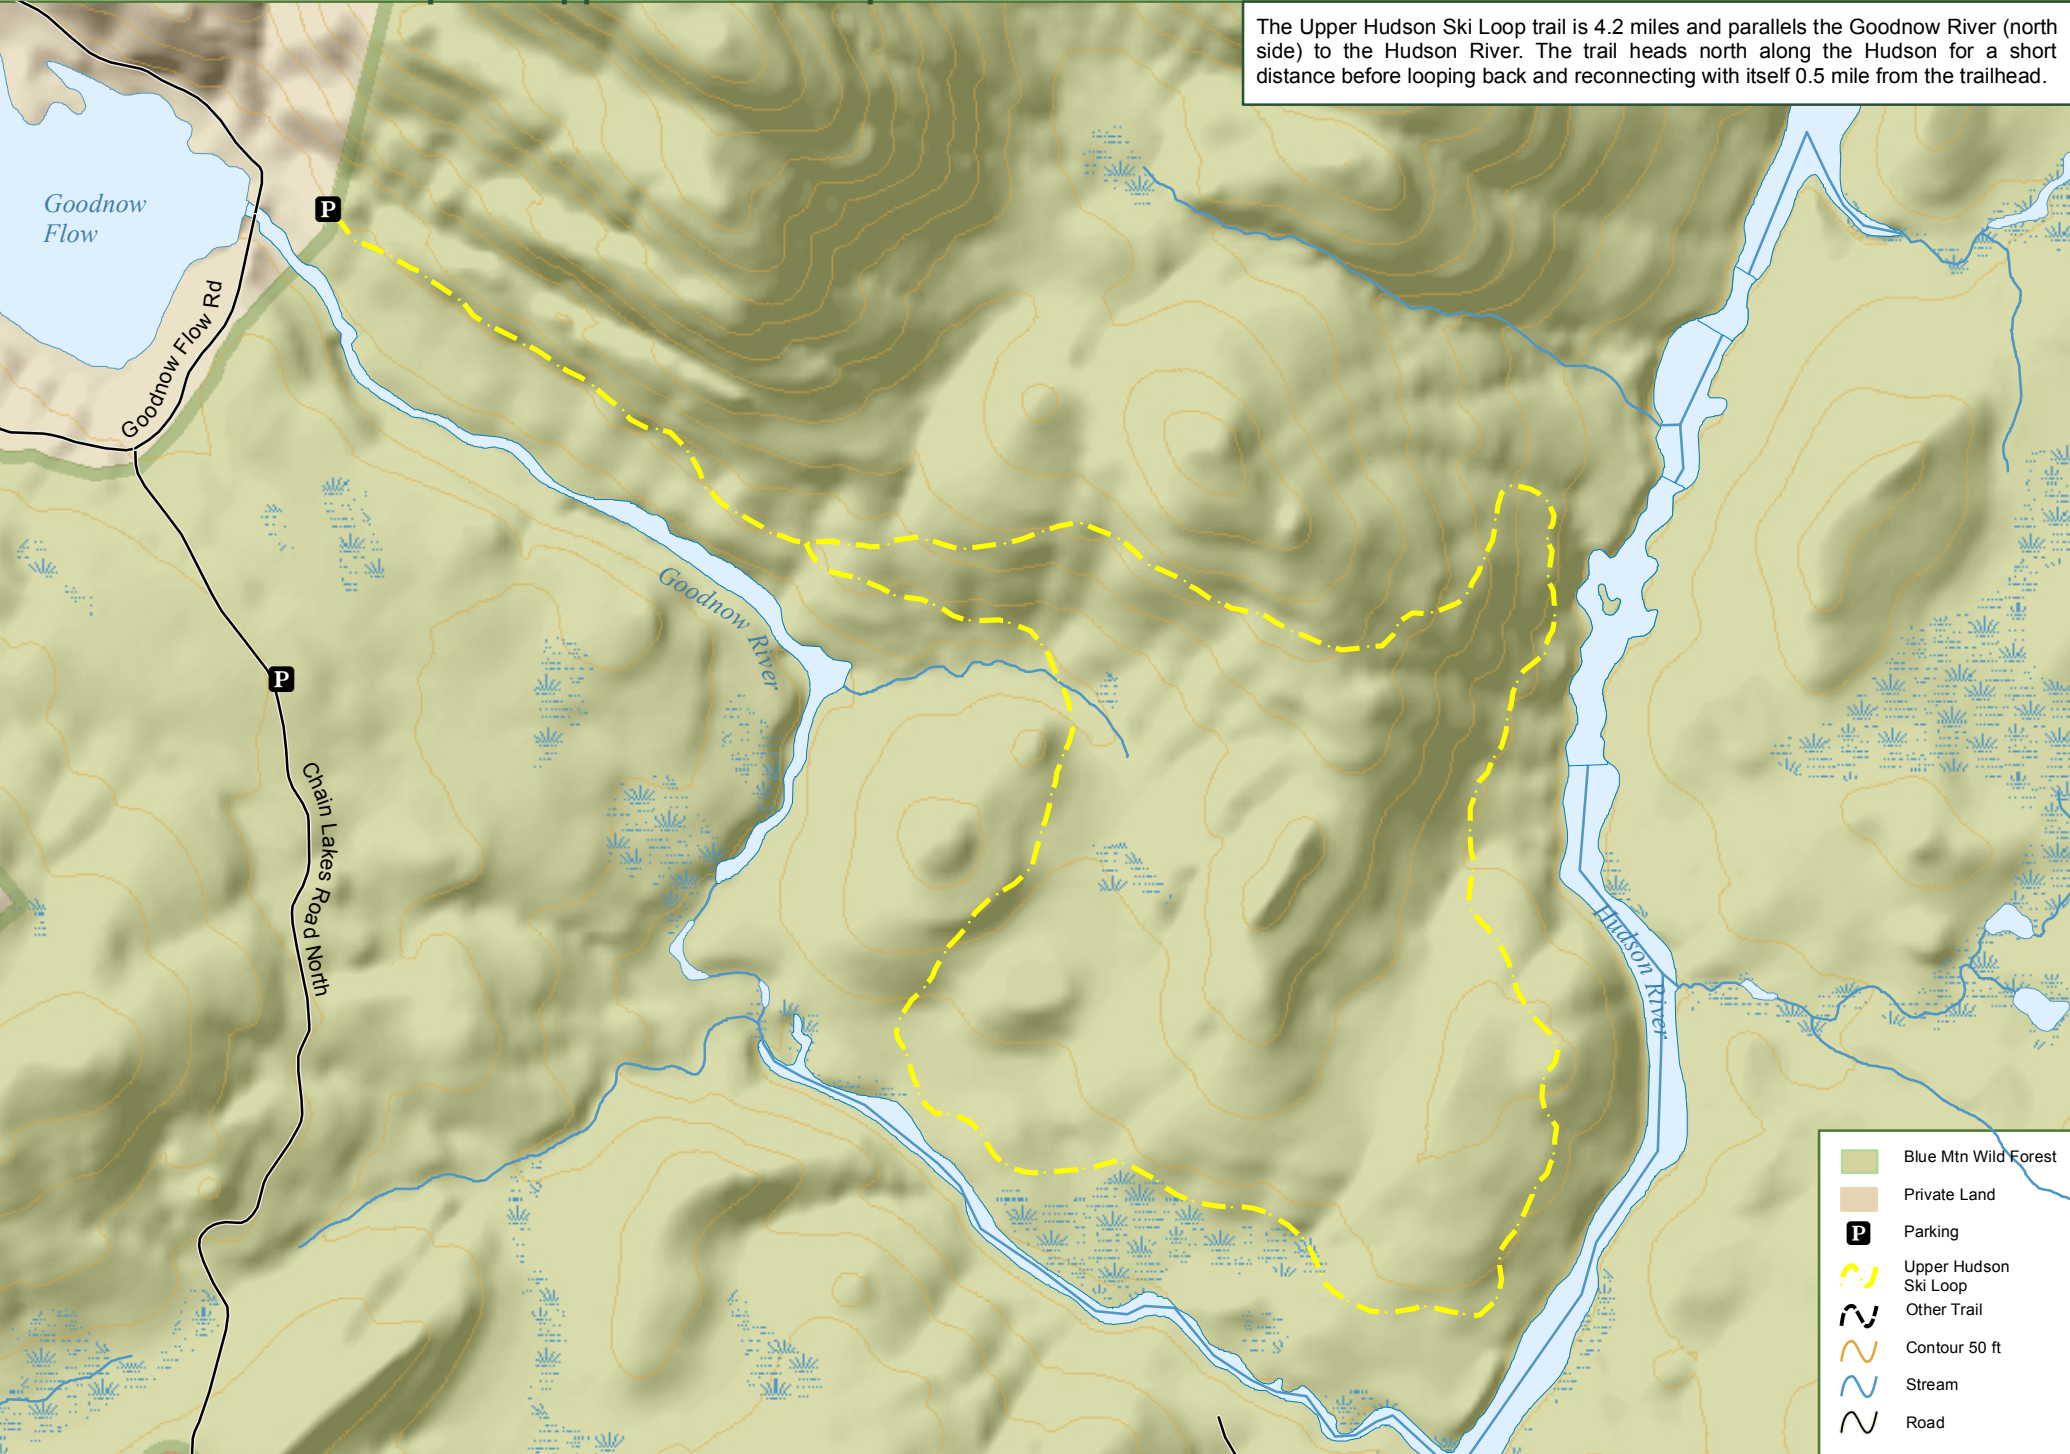 The Upper Hudson Ski Loop trail is 4.2 miles and parallels the Goodnow River (north
side) to the Hudson River. The trail heads north along the Hudson for a short
distance before looping back and reconnecting with itself 0.5 mile from the trailhead.
Goodnow
Flow
P
Goodnow Flow Rd
Goodnow River
P
Chain Lakes Road North
Hudson River
Blue Mtn Wild Forest
Private Land
P Parking
Upper Hudson
Ski Loop
Other Trail
Contour 50 ft
Stream
Road